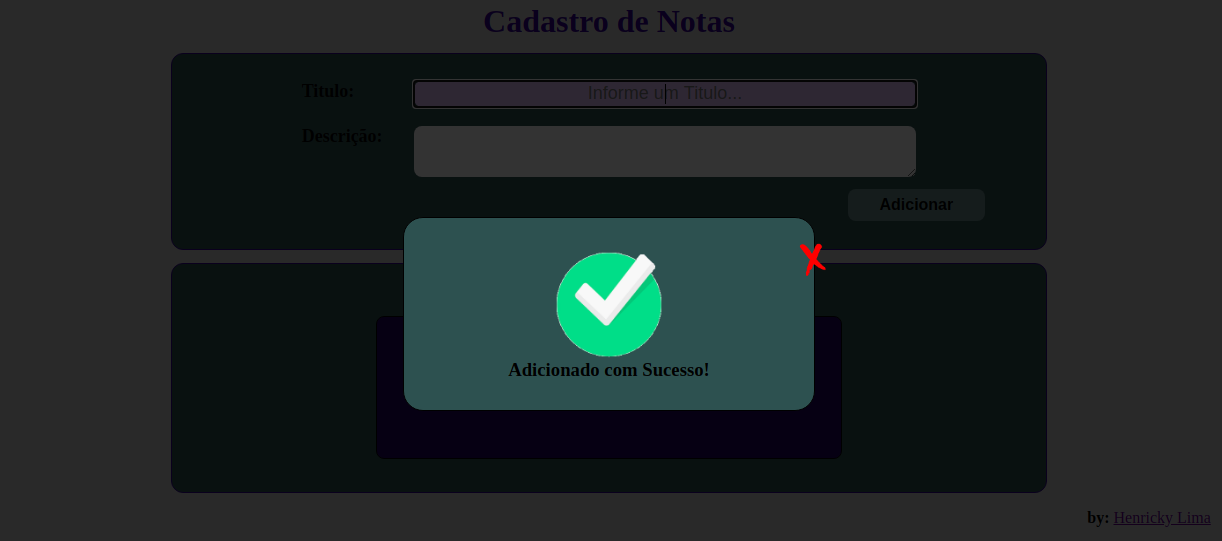 Cadastro de Notas
Titulo:
Informe um Titulo...
Descrição:
Adicionar
Adicionado com Sucesso!
by: Henricky Lima